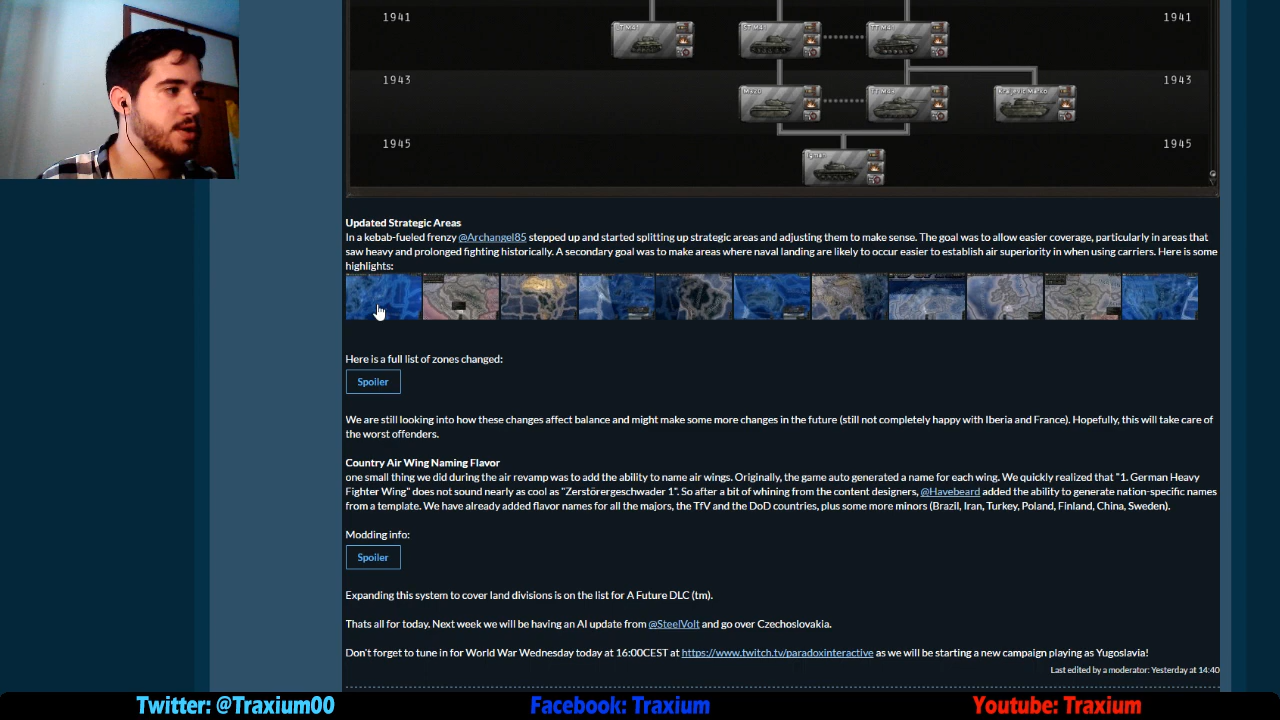 1941
1941
1943
1943
1945
1945
Updated Strategic Areas
In a kebab-fueled frenzy @Archangel85 stepped up and started splitting up strategic areas and adjusting them to make sense. The goal was to allow easier coverage, particularly in areas that
saw heavy and prolonged fighting historically. A secondary goal was to make areas where naval landing are likely to occur easier to establish air superiority in when using carriers. Here is some
highlights:
Here is a full list of zones changed:
Spoiler
We are still looking into how these changes affect balance and might make some more changes in the future (still not completely happy with Iberia and France). Hopefully, this will take care of
the worst offenders.
Country Air Wing Naming Flavor
one small thing we did during the air revamp was to add the ability to name air wings. Originally, the game auto generated a name for each wing. We quickly realized that "1. German Heavy
Fighter Wing" does not sound nearly as cool as "Zerstörergeschwader 1". So after a bit of whining from the content designers, @Havebeard added the ability to generate nation-specific names
from a template. We have already added flavor names for all the majors, the TfV and the DoD countries, plus some more minors (Brazil, Iran, Turkey, Poland, Finland, China, Sweden).
Modding info:
Spoiler
Expanding this system to cover land divisions is on the list for A Future DLC (tm).
Thats all for today. Next week we will be having an AI update from @SteelVolt and go over Czechoslovakia.
Don't forget to tune in for World War Wednesday today at 16:00CEST at https://www.twitch.tv/paradoxinteractive as we will be starting a new campaign playing as Yugoslavia!
Last edited by a moderator: Yesterday at 14:40
Twitter: @Traxium00 Facebook: Traxium Youtube: Traxium